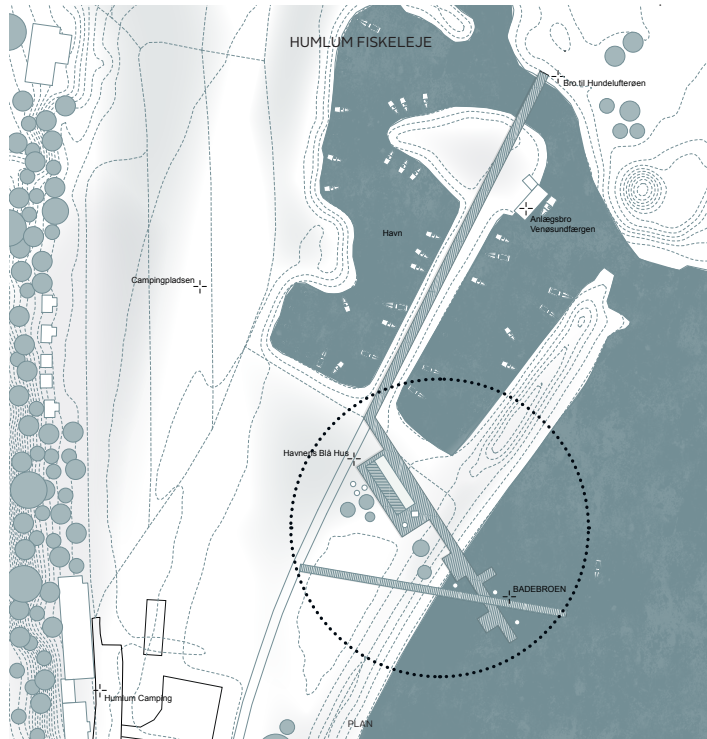 HUMLUM FISKELEJE
Bro til Hundelufterøen
Anlægsbro
Venøsundfærgen
Havn
Campingpladsen
Havnens Blå Hus
BADEBROEN
Humlum Camping
PLAN